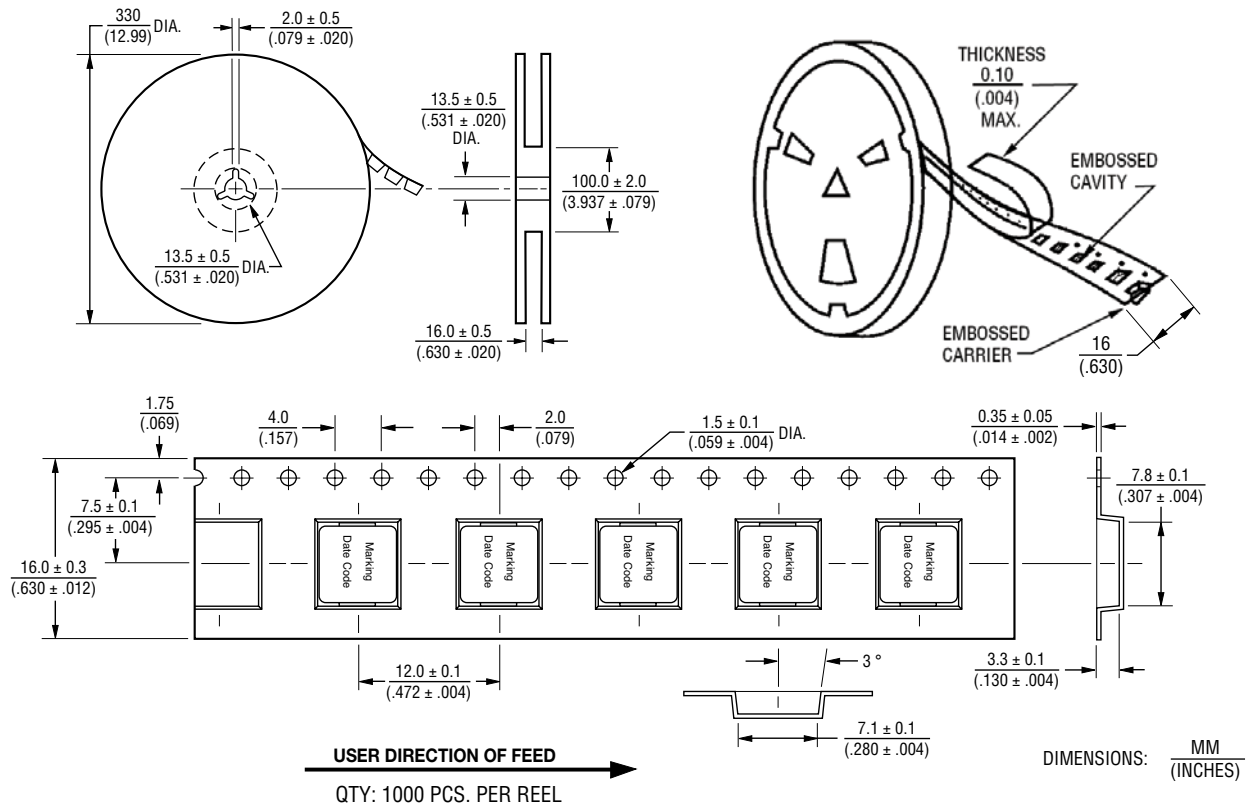 330
(12.99)
DIA.
2.0 ± 0.5
(.079 ± .020)
13.5 ± 0.5
(.531 ± .020)
DIA.
100.0 ± 2.0
(3.937 ± .079)
13.5 ± 0.5
(.531 ± .020)
DIA.
16.0 ± 0.5
(.630 ± .020)
THICKNESS
0.10
(.004)
MAX.
EMBOSSED
CAVITY
EMBOSSED
CARRIER
16
(.630)
1.75
(.069)
4.0
(.157)
2.0
(.079)
1.5 ± 0.1
(.059 ± .004)
DIA.
0.35 ± 0.05
(.014 ± .002)
7.5 ± 0.1
(.295 ± .004)
7.8 ± 0.1
(.307 ± .004)
16.0 ± 0.3
(.630 ± .012)
Marking
Date Code
Marking
Date Code
Marking
Date Code
Marking
Date Code
Marking
Date Code
12.0 ± 0.1
(.472 ± .004)
3 °
3.3 ± 0.1
(.130 ± .004)
7.1 ± 0.1
(.280 ± .004)
USER DIRECTION OF FEED
QTY: 1000 PCS. PER REEL
DIMENSIONS:
MM
(INCHES)